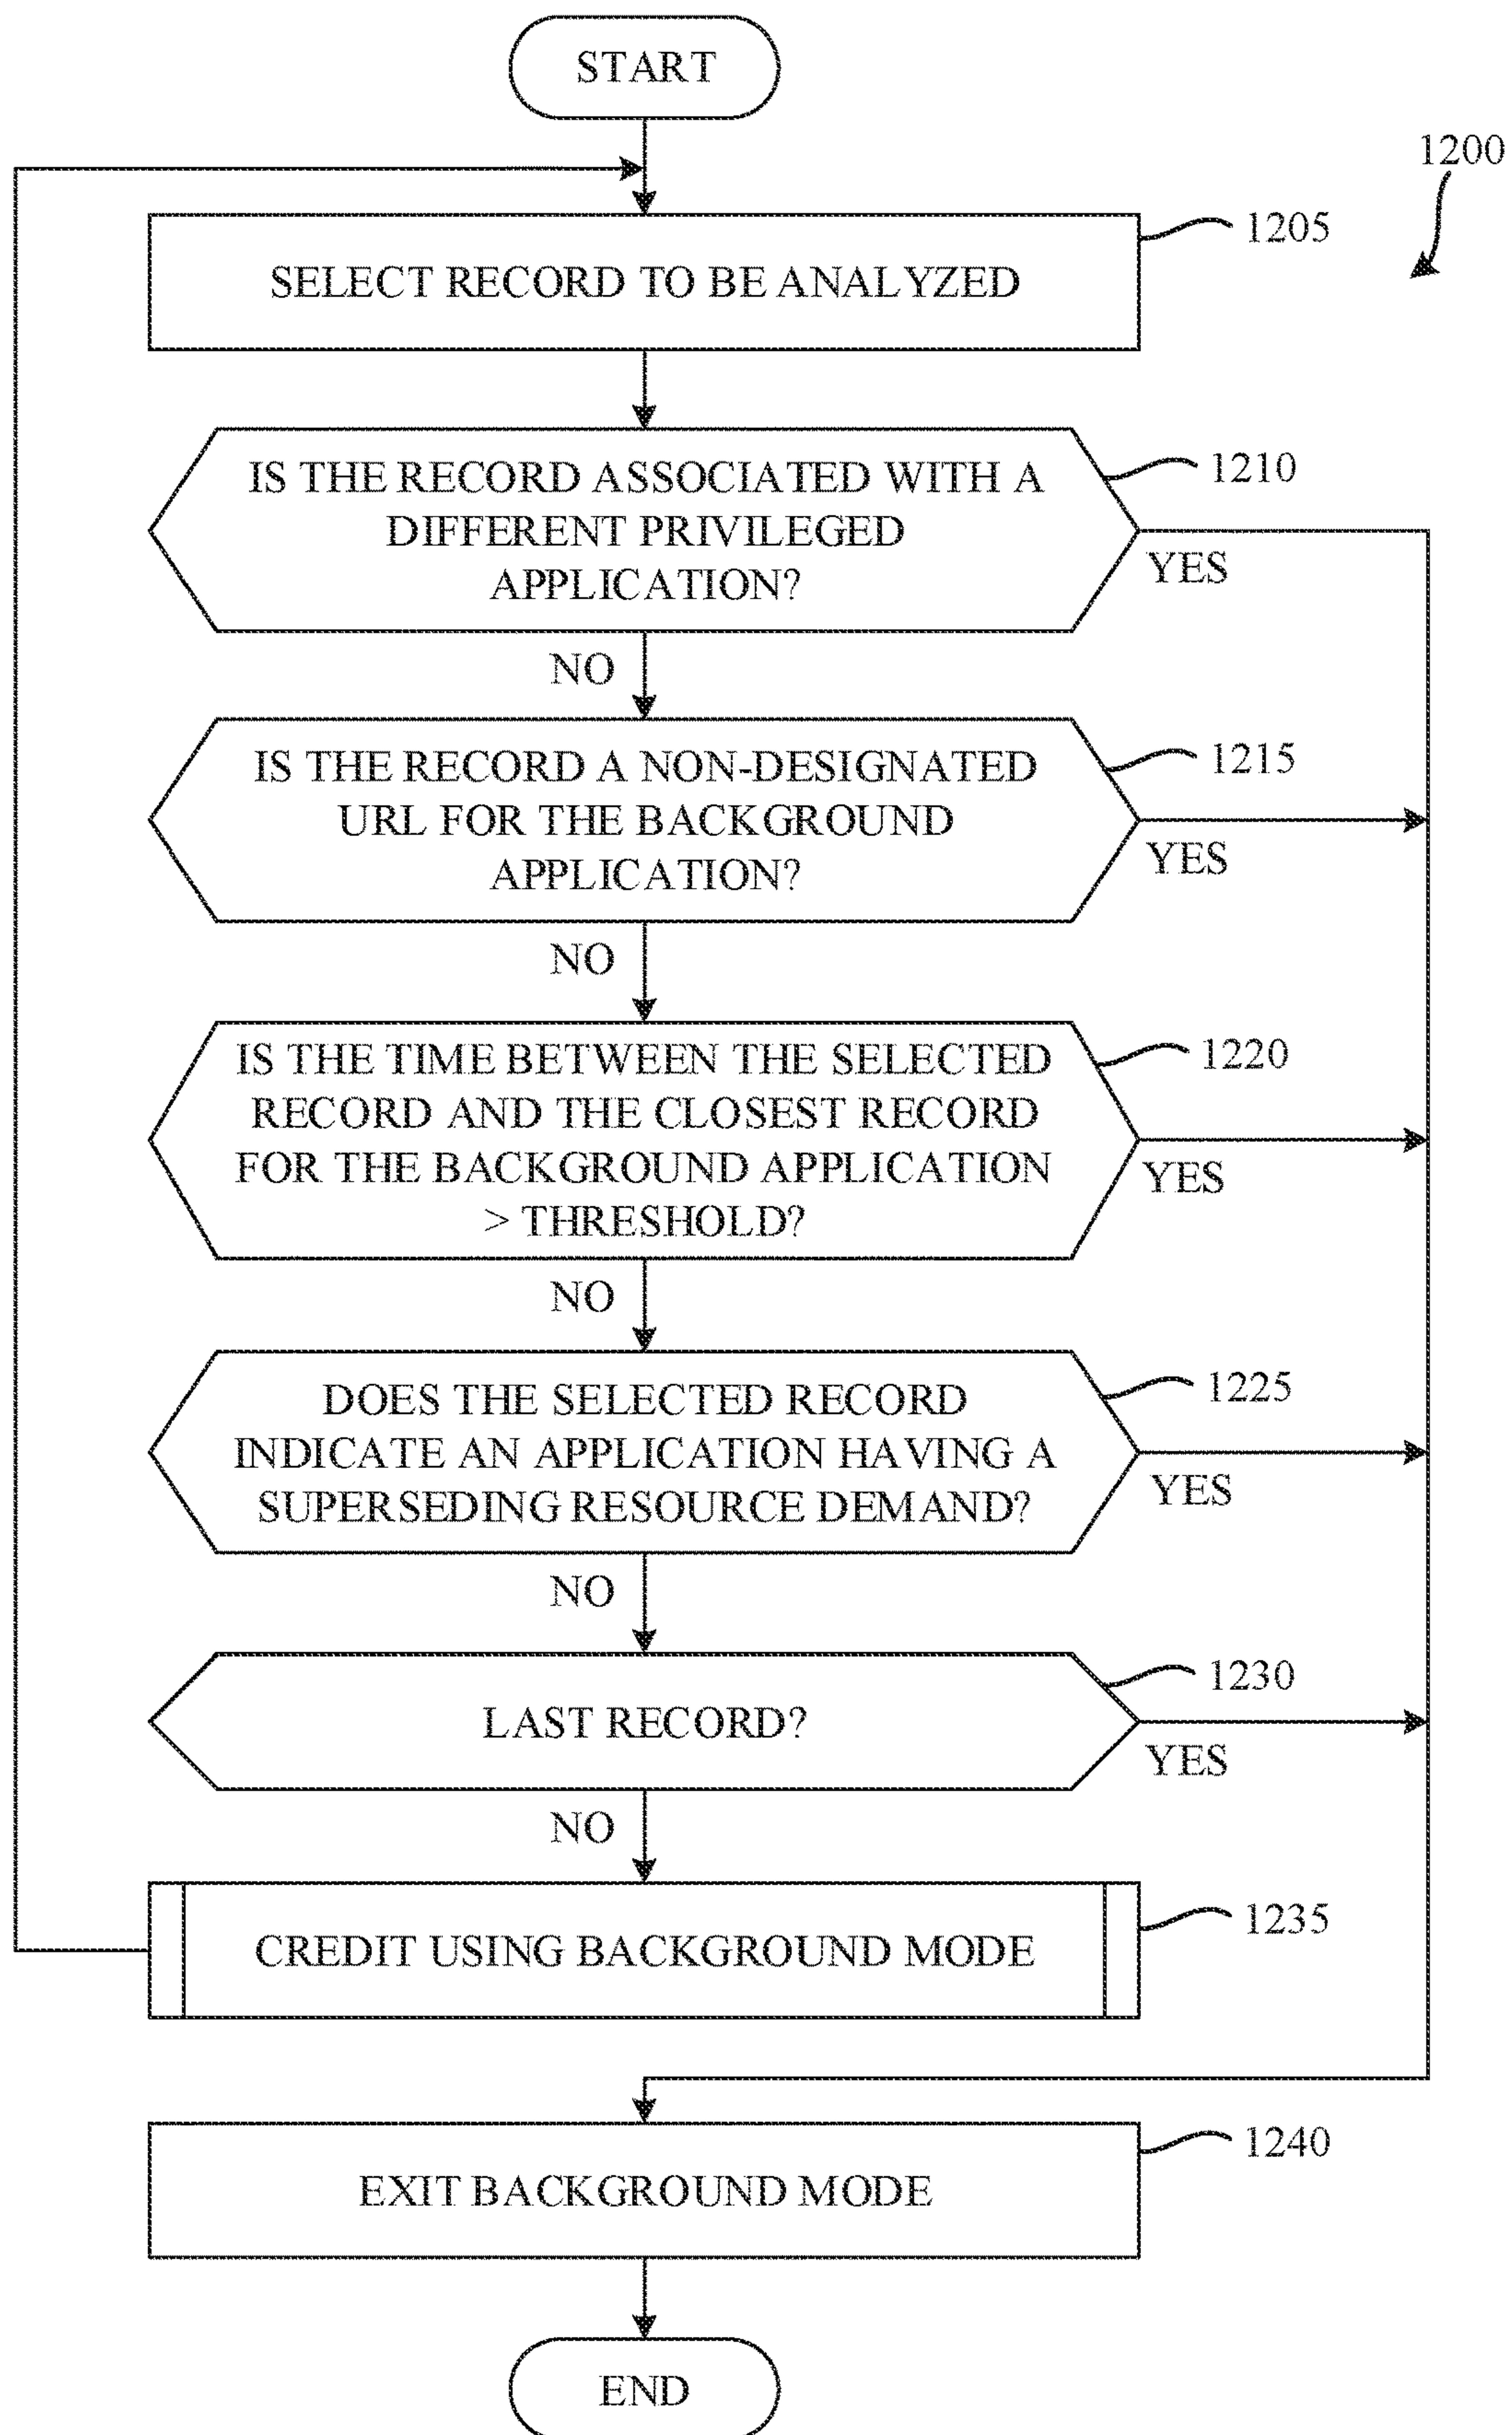 START
1200
1205
SELECT RECORD TO BE ANALYZED
1210
IS THE RECORD ASSOCIATED WITH A
DIFFERENT PRIVILEGED
APPLICATION?
YES
NO
1215
IS THE RECORD A NON-DESIGNATED
URL FOR THE BACKGROUND
APPLICATION?
YES
NO
1220
IS THE TIME BETWEEN THE SELECTED
RECORD AND THE CLOSEST RECORD
FOR THE BACKGROUND APPLICATION
> THRESHOLD?
YES
NO
1225
DOES THE SELECTED RECORD
INDICATE AN APPLICATION HAVING A
SUPERSEDING RESOURCE DEMAND?
YES
NO
1230
LAST RECORD?
YES
NO
1235
CREDIT USING BACKGROUND MODE
1240
EXIT BACKGROUND MODE
END